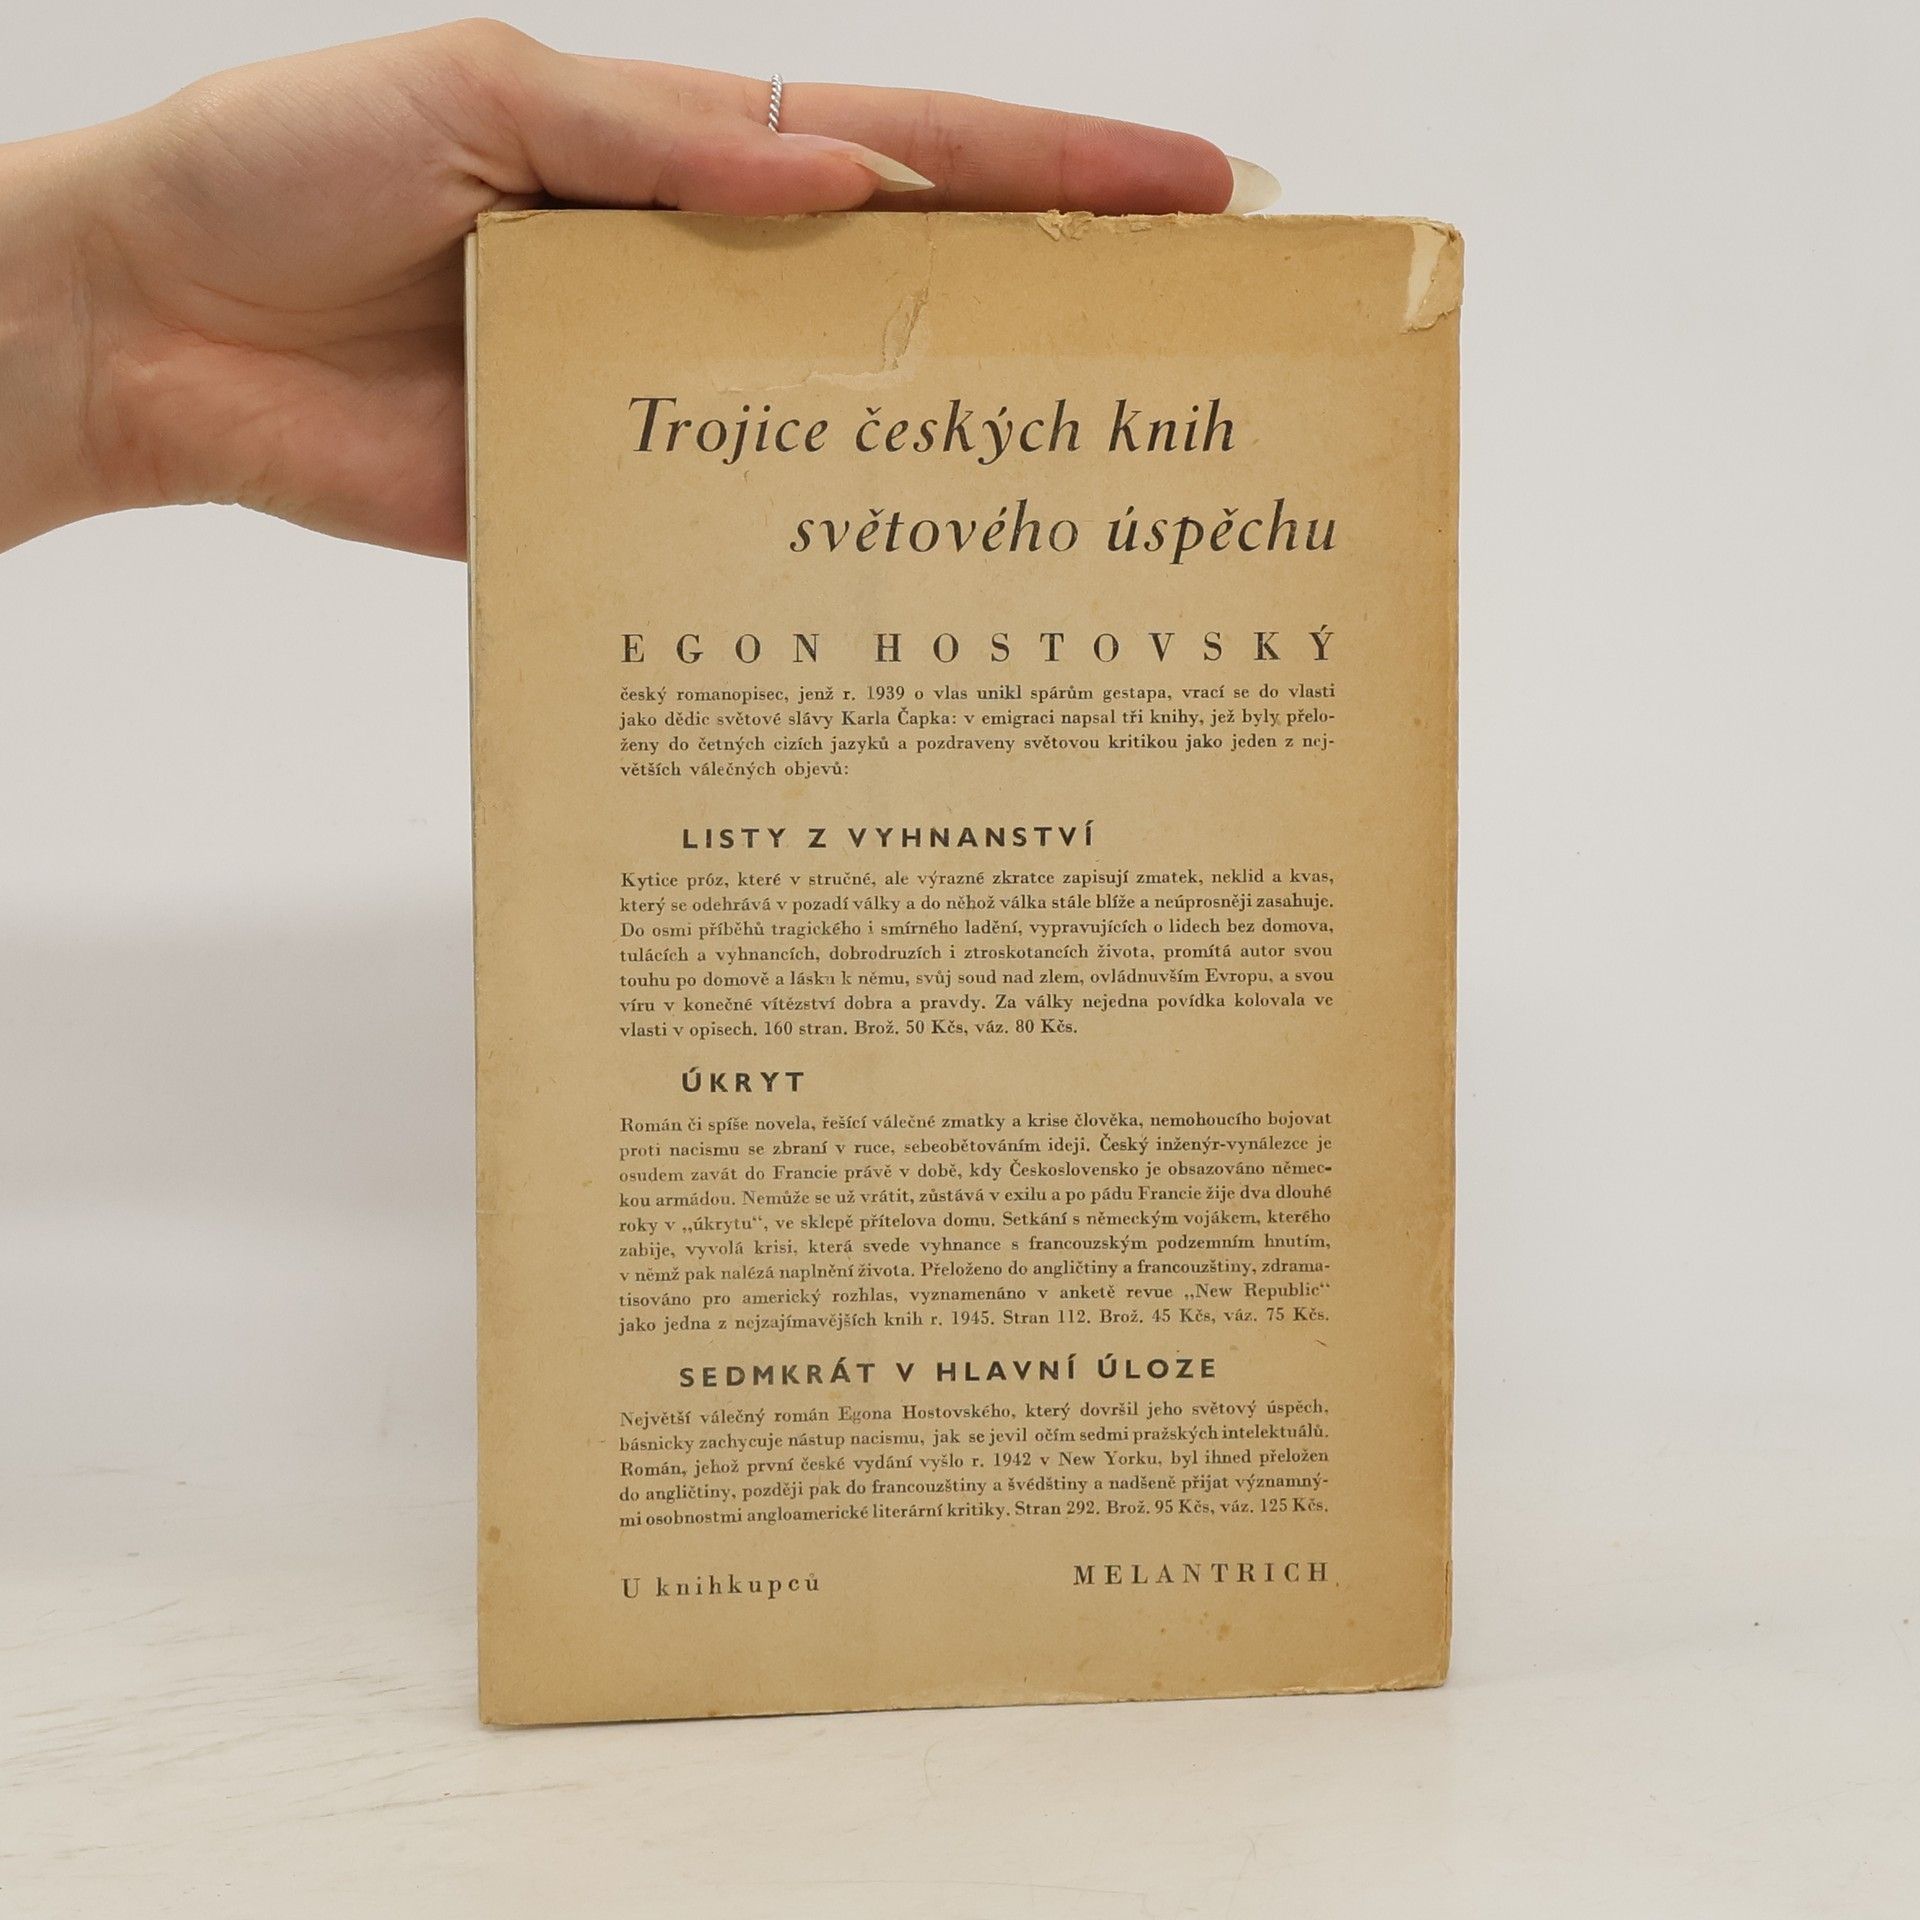 Trojice českých knih
světového úspěchu
EGON HOSTOVSKÝ
český romanopisec, jenž r. 1939 o vlas unikl spárům gestapa, vrací se do vlasti
jako dědic světové slávy Karla Čapka: v emigraci napsal tři knihy, jež byly přelo-
ženy do četných cizích jazyků a pozdraveny světovou kritikou jako jeden z nej-
větších válečných objevů:
LISTY Z VYHNANSTVÍ
Kytice próz, které v stručné, ale výrazné zkratce zapisují zmatek, neklid a kvas,
který se odehrává v pozadí války a do něhož válka stále blíže a neúprosněji zasahuje.
Do osmi příběhů tragického i smírného ladění, vypravujících o lidech bez domova,
tulácích a vyhnancích, dobrodruzích i ztroskotancích života, promítá autor svou
touhu po domově a lásku k němu, svůj soud nad zlem, ovládnuvším Evropu, a svou
víru v konečné vítězství dobra a pravdy. Za války nejedna povídka kolovala ve
vlasti v opisech. 160 stran. Brož. 50 Kčs, váz. 80 Kčs.
ÚKRYT
Román či spíše novela, řešící válečné zmatky a krise člověka, nemohoucího bojovat
proti nacismu se zbraní v ruce, sebeobětováním ideji. Český inženýr-vynálezce je
osudem zavát do Francie právě v době, kdy Československo je obsazováno němec-
kou armádou. Nemůže se už vrátit, zůstává v exilu a po pádu Francie žije dva dlouhé
roky v „úkrytu“, ve sklepě přítelova domu. Setkání s německým vojákem, kterého
zabije, vyvolá krisi, která svede vyhnance s francouzským podzemním hnutím,
v němž pak nalézá naplnění života. Přeloženo do angličtiny a francouzštiny, zdrama-
tisováno pro americký rozhlas, vyznamenáno v anketě revue „New Republic“
jako jedna z nejzajímavějších knih r. 1945. Stran 112. Brož. 45 Kčs, váz. 75 Kčs.
SEDMKRÁT V HLAVNÍ ÚLOZE
Největší válečný román Egona Hostovského, který dovršil jeho světový úspěch,
básnicky zachycuje nástup nacismu, jak se jevil očím sedmi pražských intelektuálů.
Román, jehož první české vydání vyšlo r. 1942 v New Yorku, byl ihned přeložen
do angličtiny, později pak do francouzštiny a švédštiny a nadšeně přijat významný-
mi osobnostmi angloamerické literární kritiky. Stran 292. Brož. 95 Kčs, váz. 125 Kčs.
U knihkupců MELANTRICH